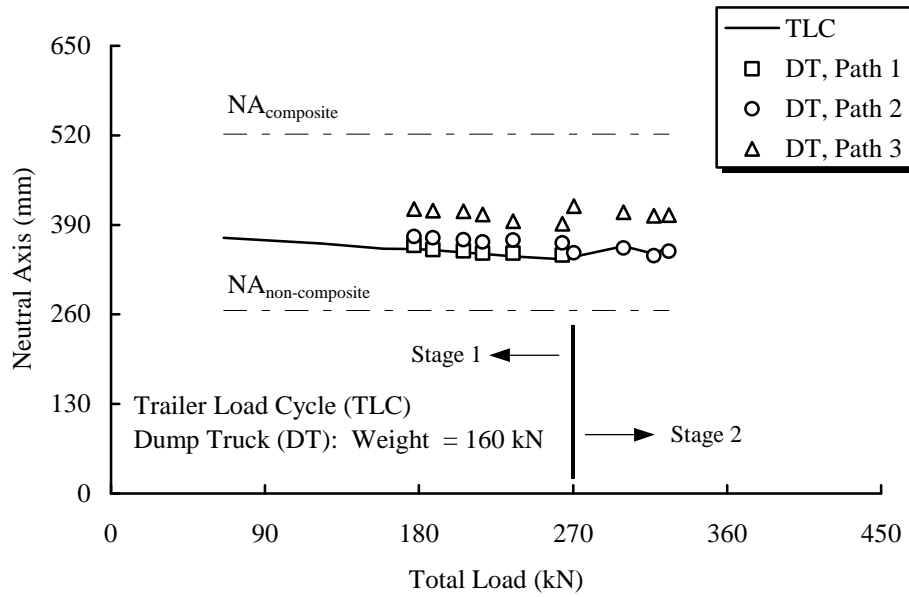 650
520
390
260
130
0
Neutral Axis (mm)
TLC
DT, Path 1
DT, Path 2
DT, Path 3
NAcomposite
NAnon-composite
Stage 1
Trailer Load Cycle (TLC)
Dump Truck (DT):  Weight  = 160 kN
Stage 2
0 90 180 270 360 450
Total Load (kN)